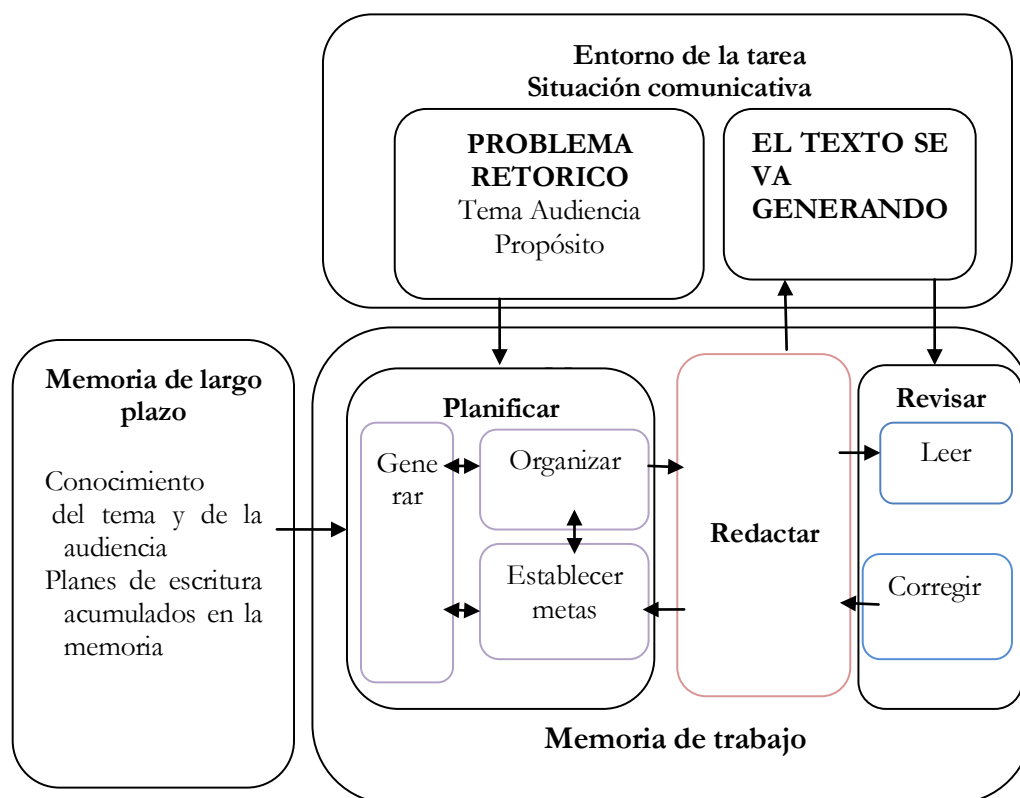 Entorno de la tarea
Situación comunicativa
PROBLEMA
RETORICO
Tema Audiencia
Propósito
EL TEXTO SE
VA
GENERANDO
Memoria de largo
plazo
Conocimiento
del tema y de la
audiencia
Planes de escritura
acumulados en la
memoria
Planificar
Gene
rar
Organizar
Establecer
metas
Redactar
Revisar
Leer
Corregir
Memoria de trabajo